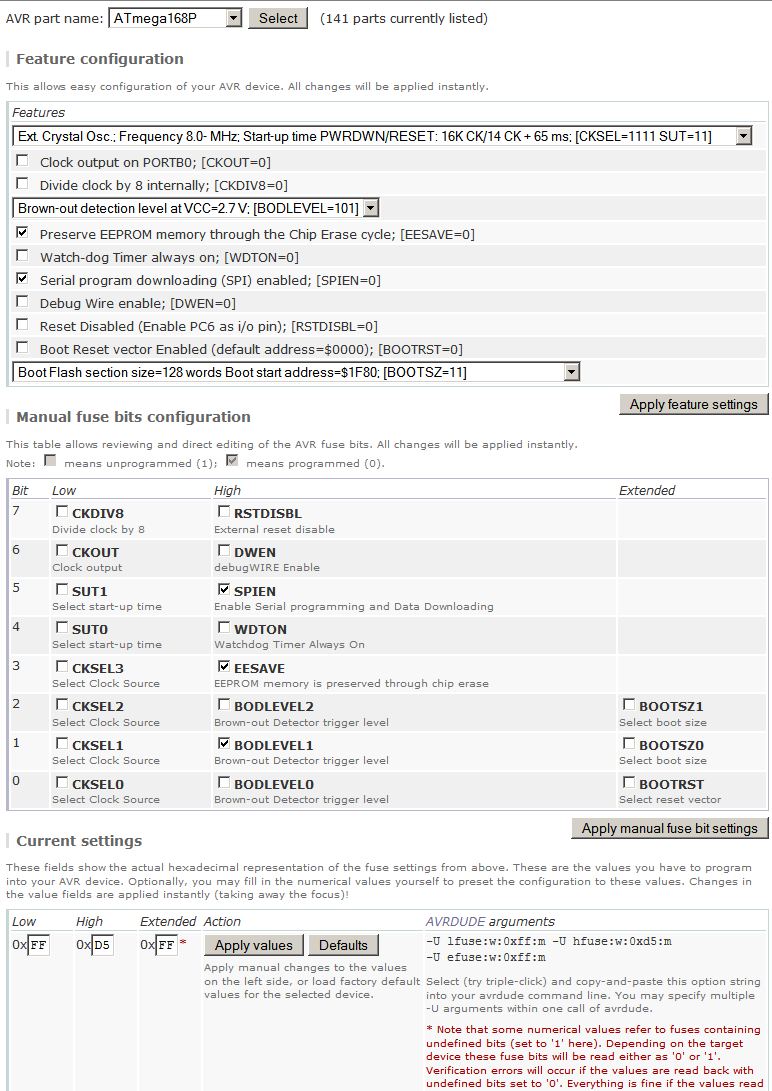 AVR part name: ATmega168P Select (141 parts currently listed)
Feature configuration
This allows easy configuration of your AVR device. All changes will be applied instantly.
Features
Ext. Crystal Osc.; Frequency 8.0- MHz; Start-up time PWRDWN/RESET: 16K CK/14 CK + 65 ms; [CKSEL=1111 SUT=11]
Clock output on PORTB0; [CKOUT=0]
Divide clock by 8 internally; [CKDIV8=0]
Brown-out detection level at VCC=2.7 V; [BODLEVEL=101]
Preserve EEPROM memory through the Chip Erase cycle; [EESAVE=0]
Watch-dog Timer always on; [WDTON=0]
Serial program downloading (SPI) enabled; [SPIEN=0]
Debug Wire enable; [DWEN=0]
Reset Disabled (Enable PC6 as i/o pin); [RSTDISBL=0]
Boot Reset vector Enabled (default address=$0000); [BOOTRST=0]
Boot Flash section size=128 words Boot start address=$1F80; [BOOTSZ=11]
Apply feature settings
Manual fuse bits configuration
This table allows reviewing and direct editing of the AVR fuse bits. All changes will be applied instantly.
Note: means unprogrammed (1); means programmed (0).
Bit Low High Extended
7 CKDIV8 RSTDISBL
Divide clock by 8 External reset disable
6 CKOUT DWEN
Clock output debugWIRE Enable
5 SUT1 SPIEN
Select start-up time Enable Serial programming and Data Downloading
4 SUT0 WDTON
Select start-up time Watchdog Timer Always On
3 CKSEL3 EESAVE
Select Clock Source EEPROM memory is preserved through chip erase
2 CKSEL2 BODLEVEL2 BOOTSZ1
Select Clock Source Brown-out Detector trigger level Select boot size
1 CKSEL1 BODLEVEL1 BOOTSZ0
Select Clock Source Brown-out Detector trigger level Select boot size
0 CKSEL0 BODLEVEL0 BOOTRST
Select Clock Source Brown-out Detector trigger level Select reset vector
Apply manual fuse bit settings
Current settings
These fields show the actual hexadecimal representation of the fuse settings from above. These are the values you have to program
into your AVR device. Optionally, you may fill in the numerical values yourself to preset the configuration to these values. Changes in
the value fields are applied instantly (taking away the focus)!
Low High Extended Action AVRDUDE arguments
0xFF 0xD5 0xFF * Apply values Defaults
Apply manual changes to the values
on the left side, or load factory default
values for the selected device.
-U lfuse:w:0xff:m -U hfuse:w:0xd5:m
-U efuse:w:0xff:m
Select (try triple-click) and copy-and-paste this option string
into your avrdude command line. You may specify multiple
-U arguments within one call of avrdude.
* Note that some numerical values refer to fuses containing
undefined bits (set to '1' here). Depending on the target
device these fuse bits will be read either as '0' or '1'.
Verification errors will occur if the values are read back with
undefined bits set to '0'. Everything is fine if the values read